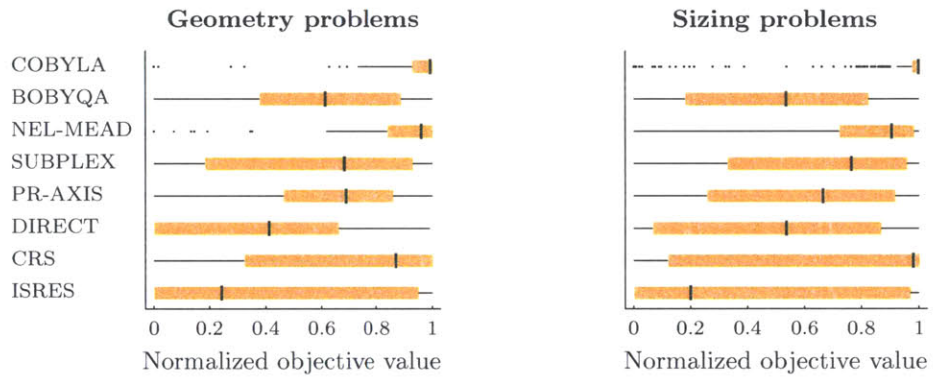 Geometry problems
Sizing problems
COBYLA
BOBYQA
NEL-MEAD
SUBPLEX
PR-AXIS
DIRECT
CRS
ISRES
0 0.2 0.4 0.6 0.8 1
0 0.2 0.4 0.6 0.8 1
Normalized objective value
Normalized objective value